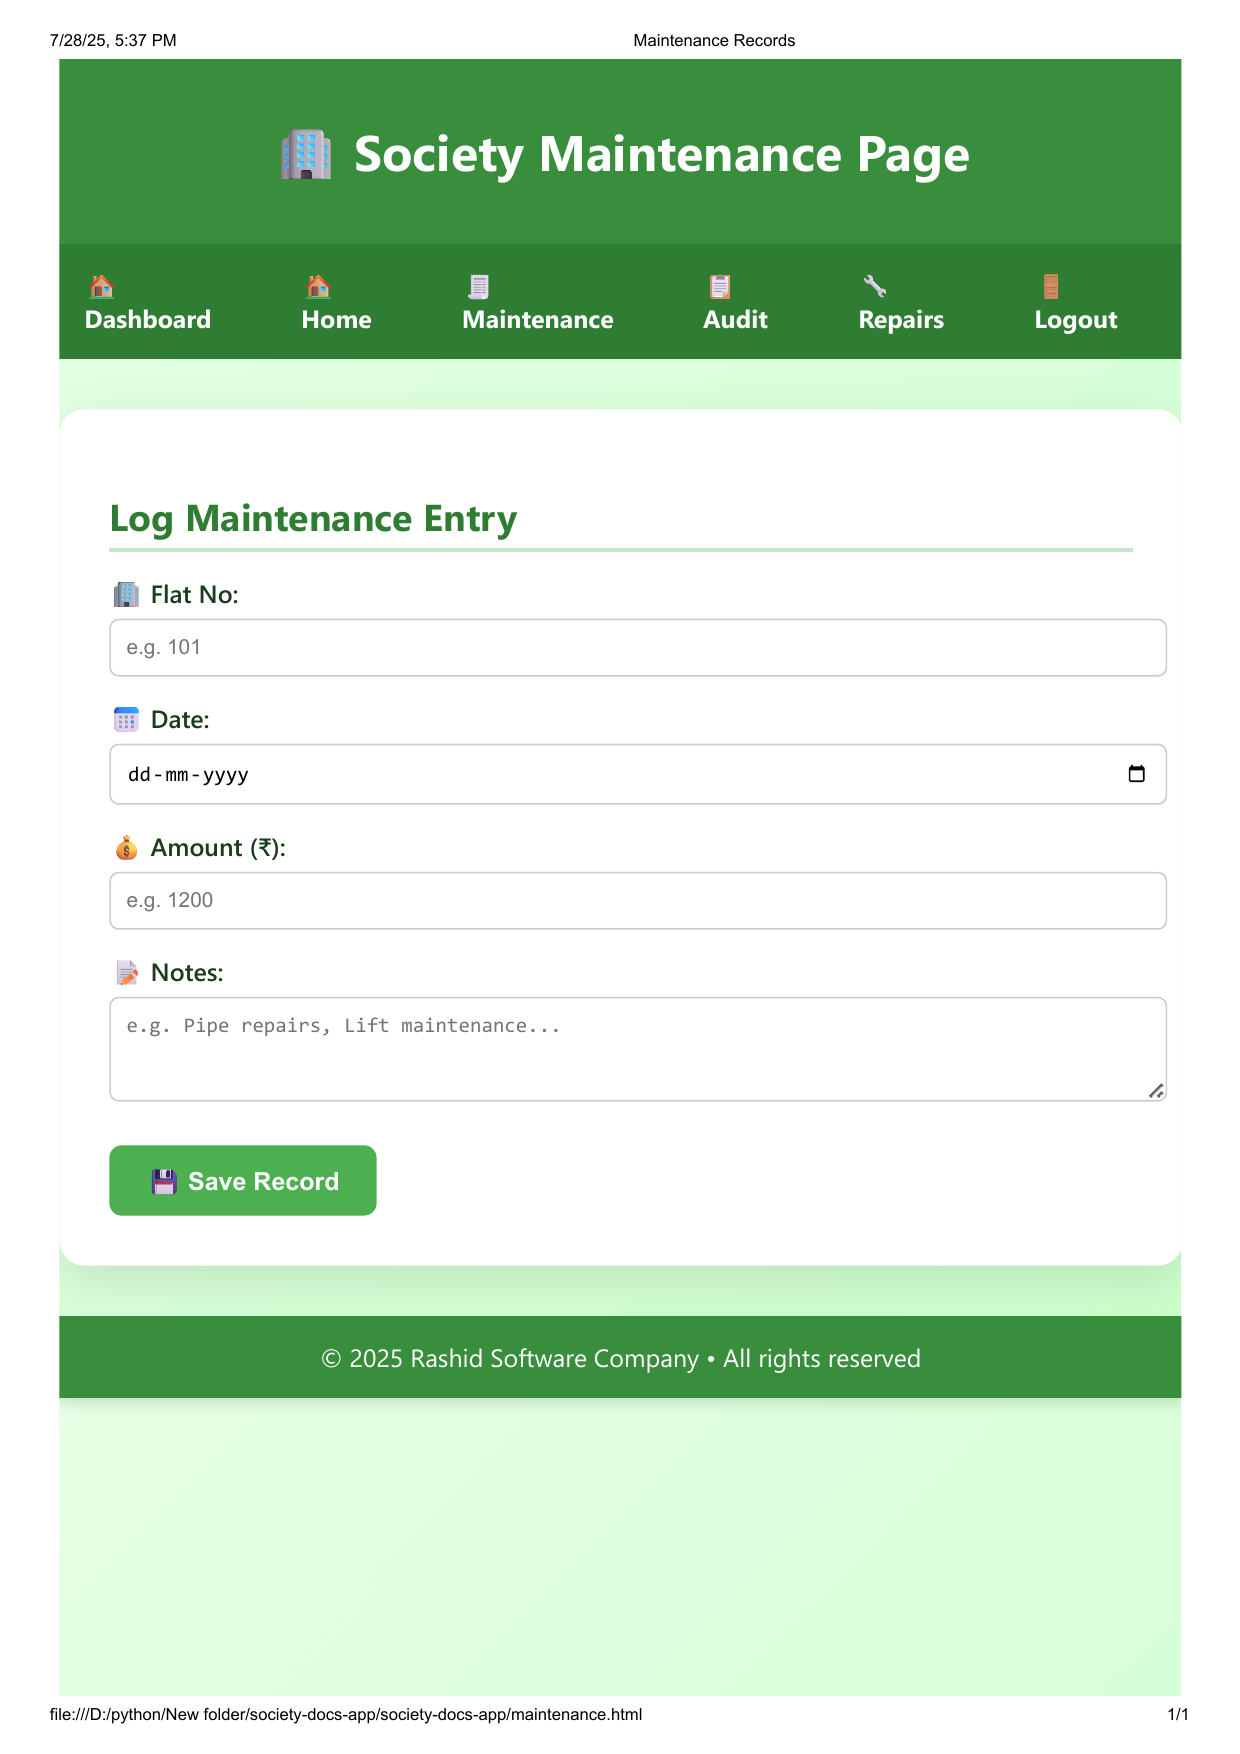 7/28/25, 5:37 PM Maintenance Records
🏢 Society Maintenance Page
🏠 Dashboard
🏠 Home
🧾 Maintenance
📋 Audit
🔧 Repairs
🚪 Logout
Log Maintenance Entry
🏢 Flat No:
e.g. 101
📅 Date:
dd-mm-yyyy
💰 Amount (₹):
e.g. 1200
📝 Notes:
e.g. Pipe repairs, Lift maintenance...
💾 Save Record
© 2025 Rashid Software Company • All rights reserved
file:///D:/python/New folder/society-docs-app/society-docs-app/maintenance.html 1/1